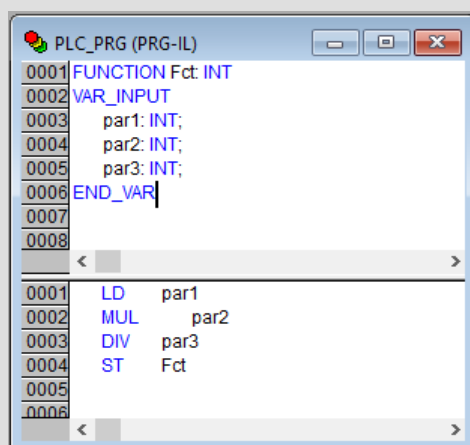 PLC_PRG (PRG-IL)
0001 FUNCTION Fct: INT
0002 VAR_INPUT
0003 par1: INT;
0004 par2: INT;
0005 par3: INT;
0006 END_VAR
0007
0008
0001 LD par1
0002 MUL par2
0003 DIV par3
0004 ST Fct
0005
0006